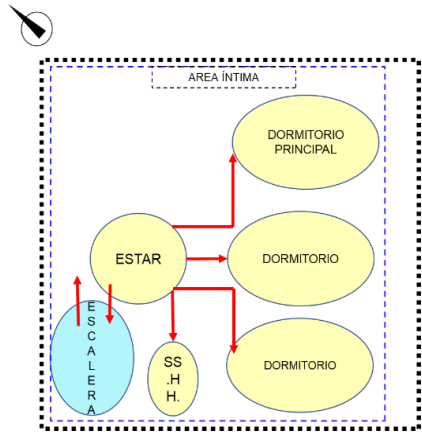 AREA ÍNTIMA
DORMITORIO
PRINCIPAL
ESTAR
DORMITORIO
E
S
C
A
L
E
R
A
SS
.H
H.
DORMITORIO